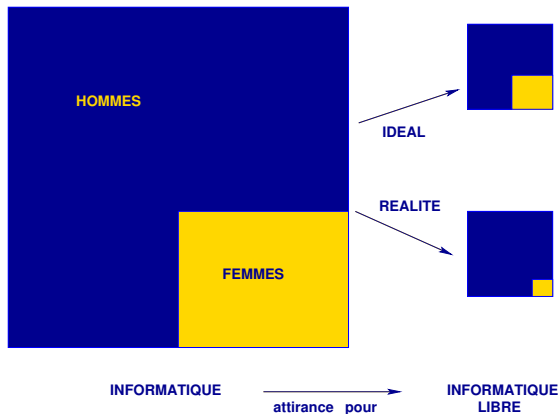 HOMMES
IDEAL
REALITE
FEMMES
INFORMATIQUE
attirance pour
INFORMATIQUE
LIBRE